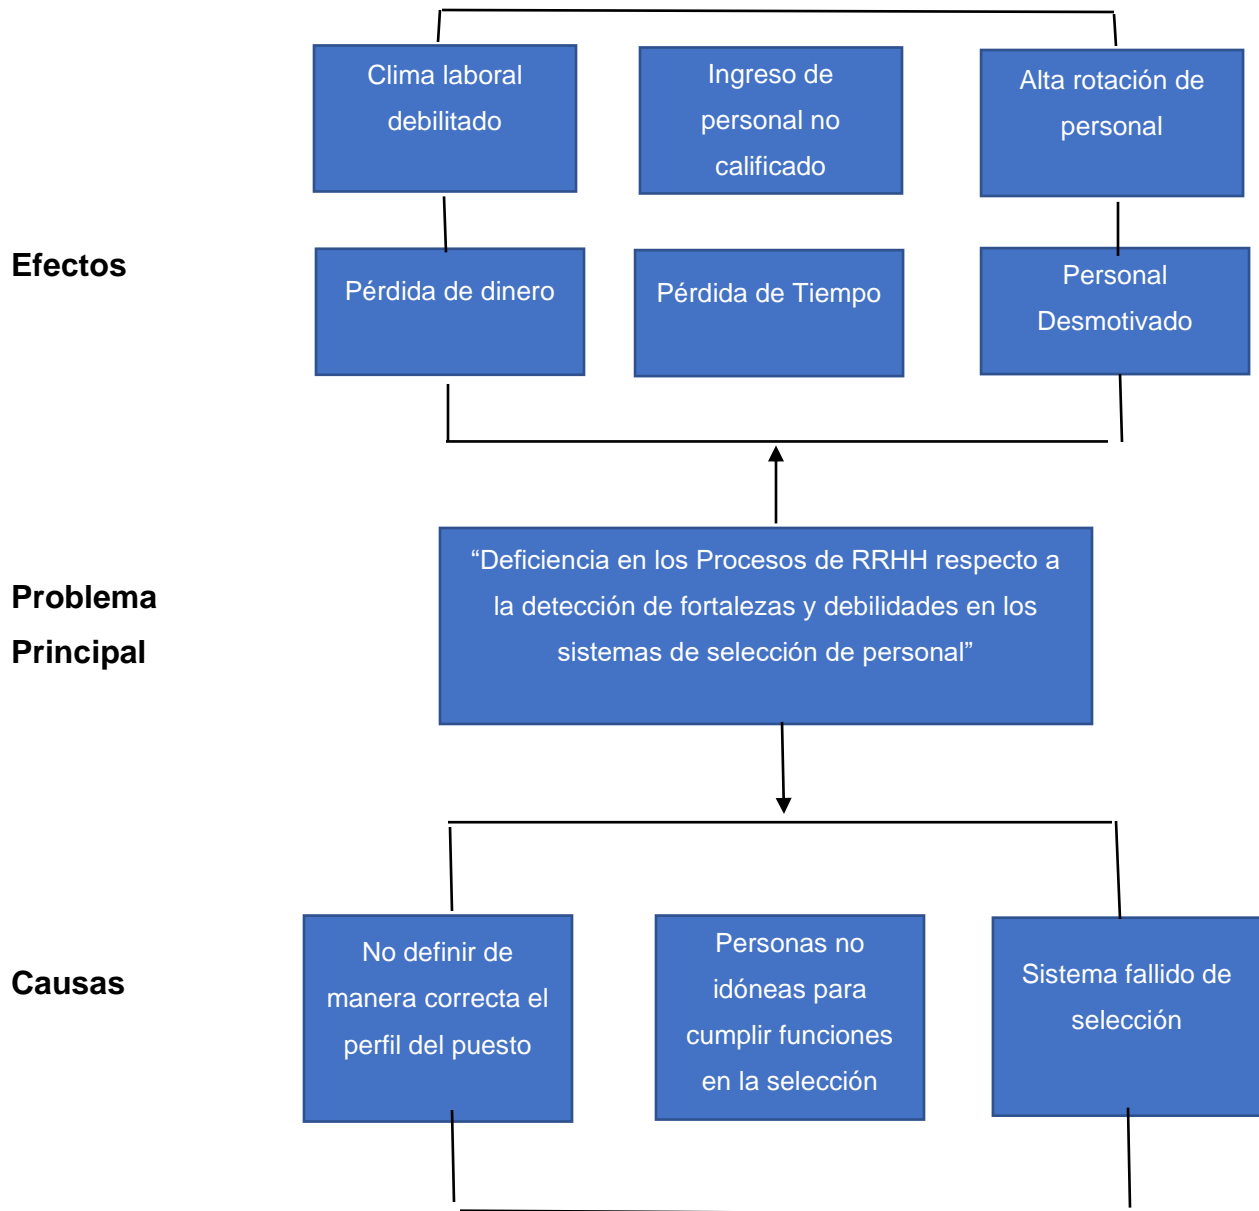 Clima laboral
debilitado
Ingreso de
personal no
calificado
Alta rotación de
personal
Efectos
Pérdida de dinero
Pérdida de Tiempo
Personal
Desmotivado
Problema
Principal
“Deficiencia en los Procesos de RRHH respecto a
la detección de fortalezas y debilidades en los
sistemas de selección de personal”
Causas
No definir de
manera correcta el
perfil del puesto
Personas no
idóneas para
cumplir funciones
en la selección
Sistema fallido de
selección